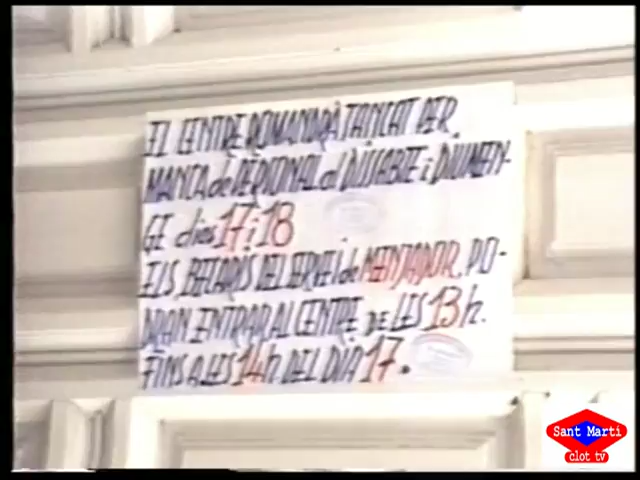 EL CENTRE ROMANDRÀ TANCAT PER
MANCA de PERSONAL el DISSABTE i DIUMEN-
GE dies 17 i 18
ELS BECARIS DEL SERVEI de MENJADOR, PO-
DRAN ENTRAR AL CENTRE DE LES 13h.
FINS A LES 14h DEL DIA 17.
Sant Martí
clot tv